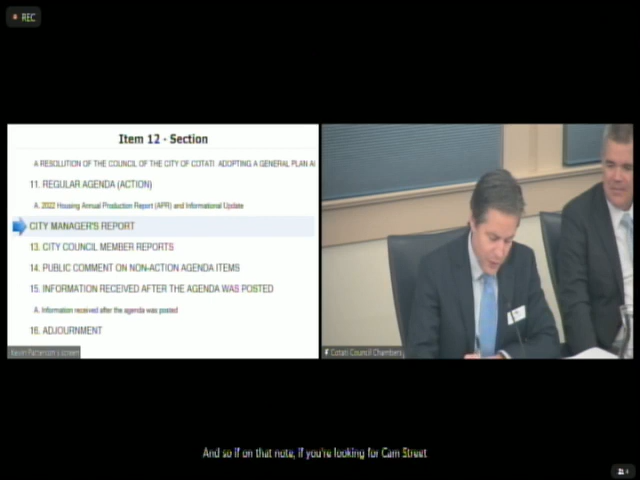 REC
Item 12 - Section
A RESOLUTION OF THE COUNCIL OF THE CITY OF COTATI ADOPTING A GENERAL PLAN A
11. REGULAR AGENDA (ACTION)
A. 2022 Housing Annual Production Report (APR) and Informational Update
CITY MANAGER'S REPORT
13. CITY COUNCIL MEMBER REPORTS
14. PUBLIC COMMENT ON NON-ACTION AGENDA ITEMS
15. INFORMATION RECEIVED AFTER THE AGENDA WAS POSTED
A. Information received after the agenda was posted
16. ADJOURNMENT
Kevin Patterson's screen
Cotati Council Chambers
And so if on that note, if you're looking for Cam Street